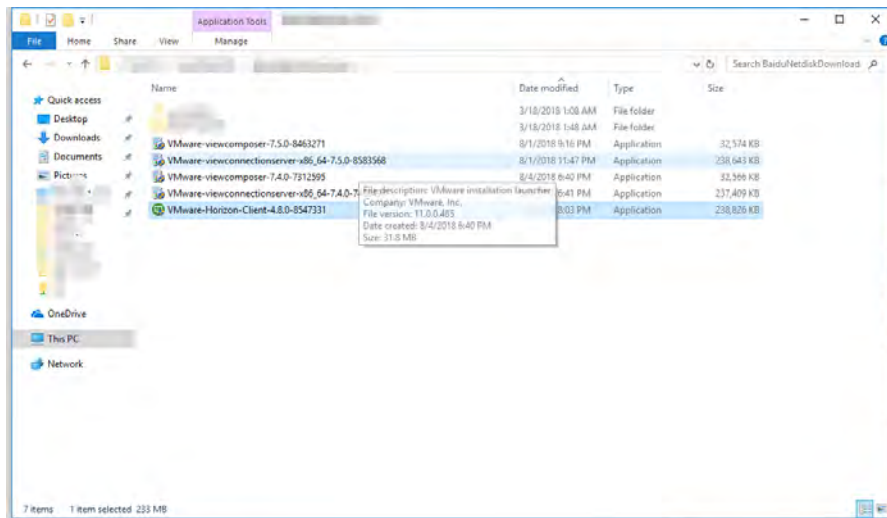 Application Tools
File Home Share View Manage
Search BaiduNetdiskDownload
Name Date modified Type Size
Quick access
Desktop
Downloads
Documents
Pictures
OneDrive
This PC
Network
3/18/2018 1:08 AM File folder
3/18/2018 1:48 AM File folder
VMware-viewcomposer-7.5.0-8463271 8/1/2018 9:16 PM Application 32,574 KB
VMware-viewconnectionserver-x86_64-7.5.0-8583568 8/1/2018 11:47 PM Application 238,643 KB
VMware-viewcomposer-7.4.0-7312595 8/4/2018 6:40 PM Application 32,566 KB
VMware-viewconnectionserver-x86_64-7.4.0-7 6:41 PM Application 237,409 KB
VMware-Horizon-Client-4.8.0-8547331 8:03 PM Application 238,826 KB
File description: VMware installation launcher
Company: VMware, Inc.
File version: 11.0.0.485
Date created: 8/4/2018 6:40 PM
Size: 31.8 MB
7 items 1 item selected 233 MB